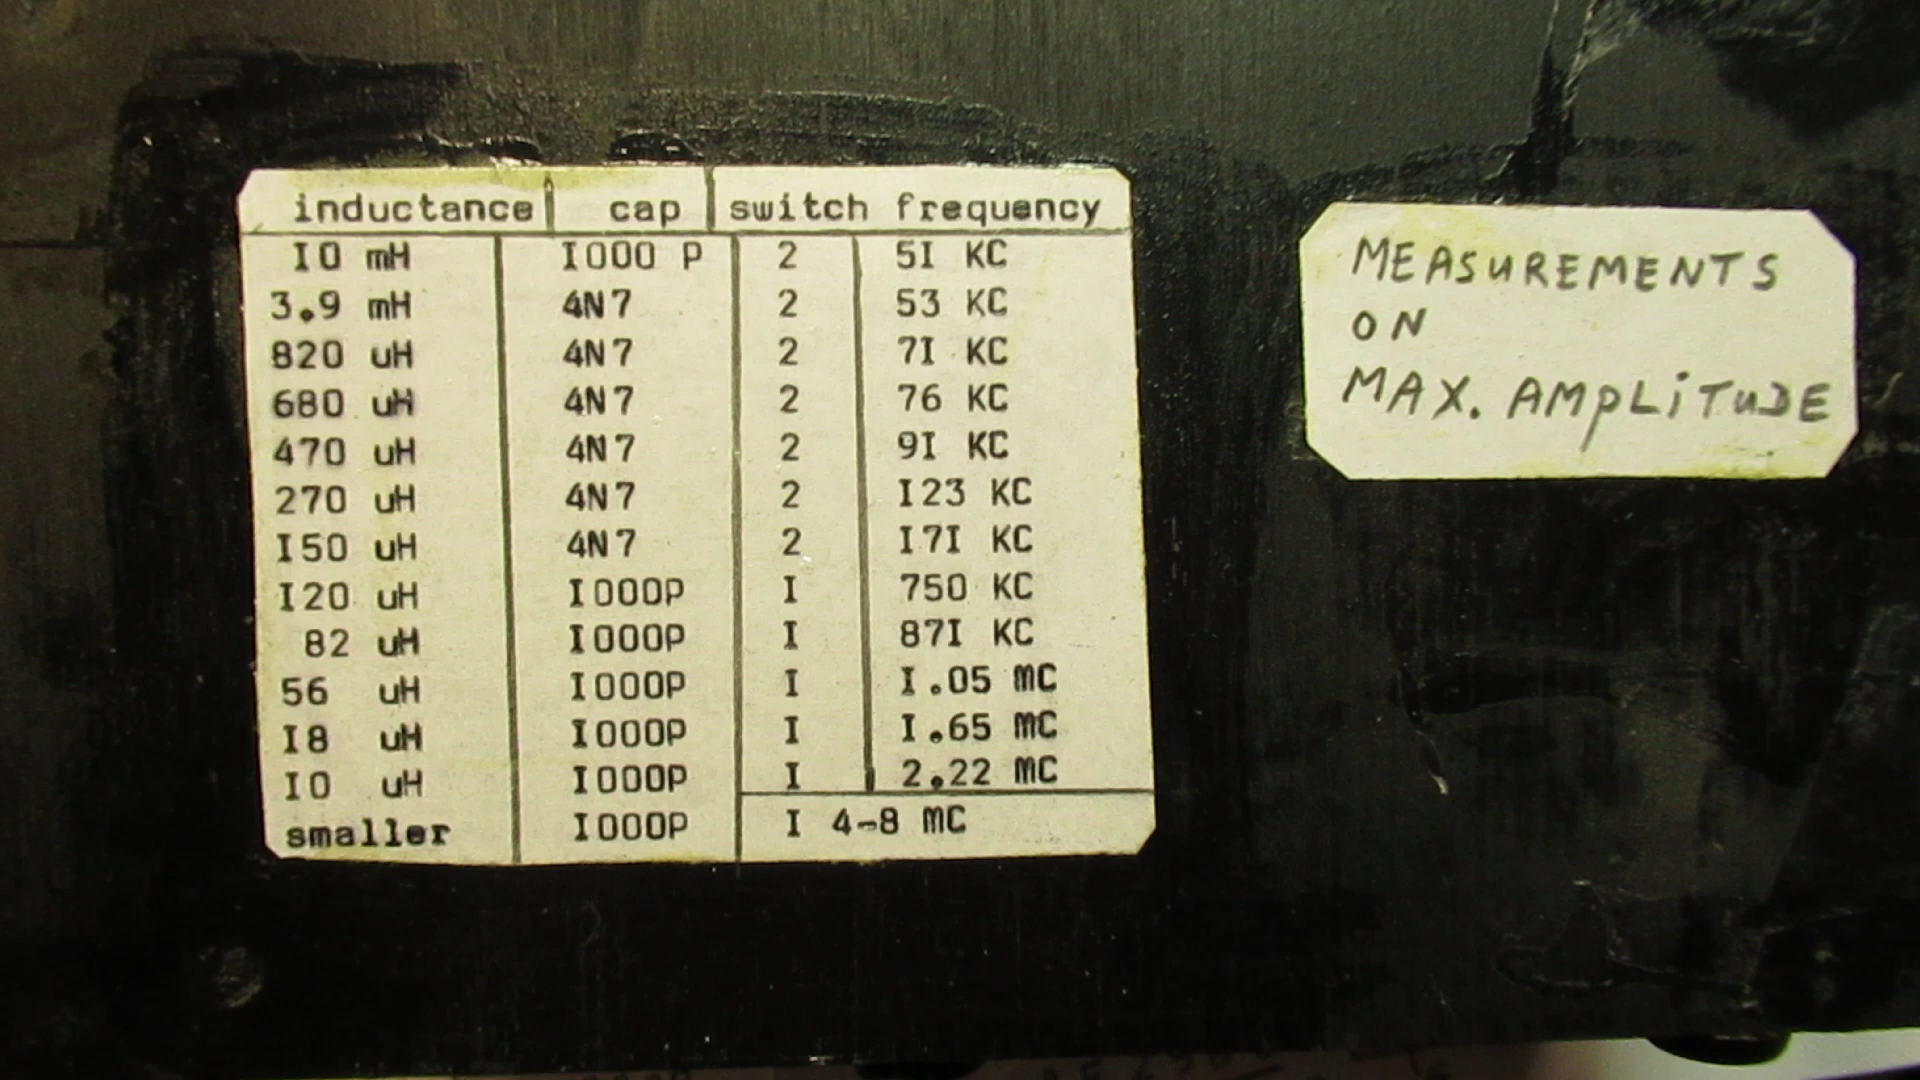 inductance cap switch frequency
I0 mH I000 P 2 5I KC
3.9 mH 4N7 2 53 KC
820 uH 4N7 2 7I KC
680 uH 4N7 2 76 KC
470 uH 4N7 2 9I KC
270 uH 4N7 2 I23 KC
I50 uH 4N7 2 I7I KC
I20 uH I000P I 750 KC
82 uH I000P I 87I KC
56 uH I000P I I.05 MC
I8 uH I000P I I.65 MC
I0 uH I000P I 2.22 MC
smaller I000P I 4-8 MC
MEASUREMENTS
ON
MAX. AMPLiTUDE